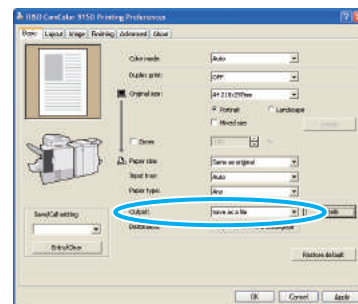 RISO ComColor 9150 Printing Preferences
Basic Layout Image Finishing Advanced About
Color mode: Auto
Duplex print: OFF
Original size: A4 210x297mm
Portrait Landscape
Mixed size
Zoom
Paper size: Same as original
Input tray: Auto
Paper type: Any
Output: Save as a file
Save/Call setting
Entry/Clear
Restore default
OK Cancel Apply